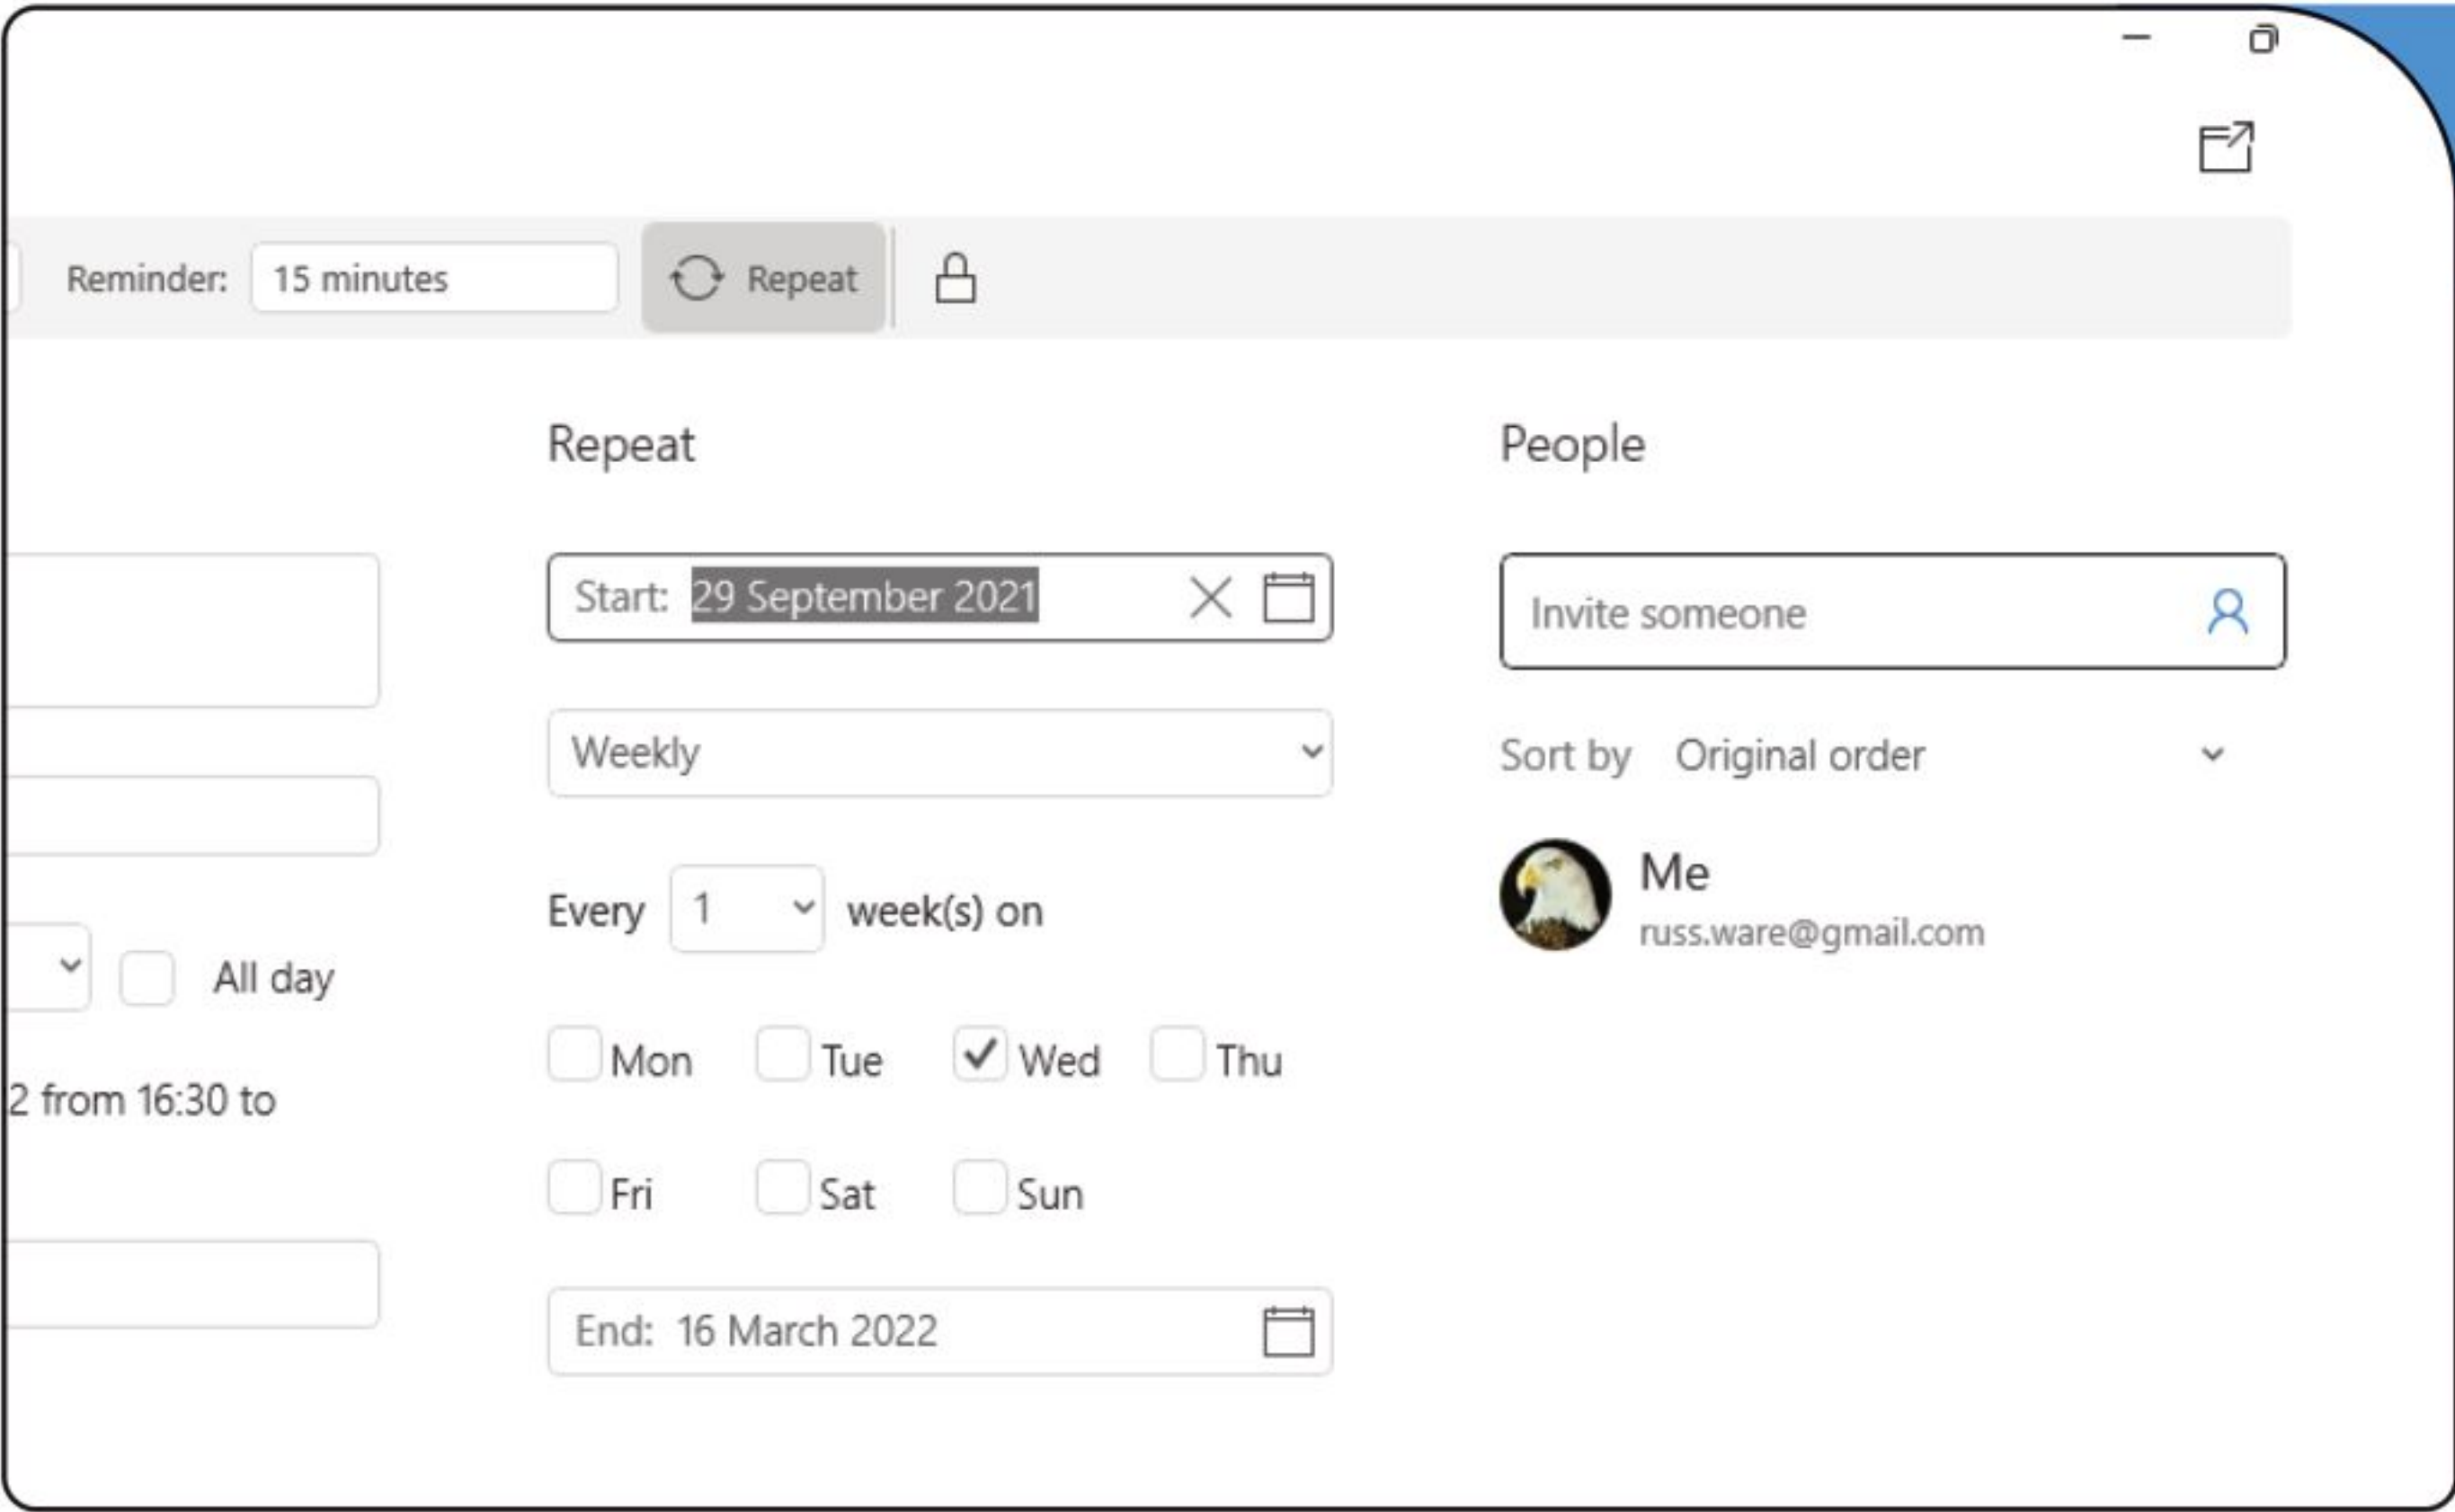 Reminder: 15 minutes Repeat
Repeat
People
Start: 29 September 2021
Invite someone
Weekly
Sort by Original order
Every 1 week(s) on
Me
russ.ware@gmail.com
All day
Mon Tue Wed Thu
2 from 16:30 to
Fri Sat Sun
End: 16 March 2022